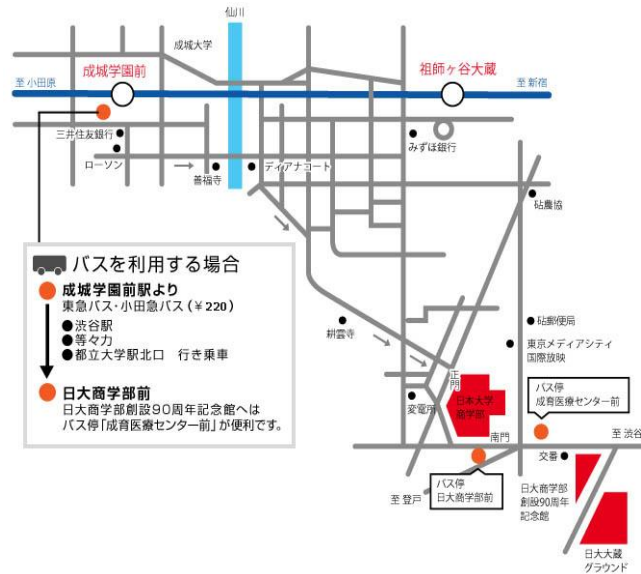 仙川
成城大学
至 小田原
成城学園前
祖師ヶ谷大蔵
至 新宿
三井住友銀行
ローソン
善福寺
ディアナコート
みずほ銀行
砧農協
バスを利用する場合
成城学園前駅より
東急バス・小田急バス(¥220)
●渋谷駅
●等々力
●都立大学駅北口 行き乗車
日大商学部前
日大商学部創設90周年記念館へは
バス停「成育医療センター前」が便利です。
耕雲寺
砧郵便局
東京メディアシティ
国際放映
正門
日本大学
商学部
変電所
バス停
成育医療センター前
南門
至 渋谷
交番
バス停
日大商学部前
至 登戸
日大商学部
創設90周年
記念館
日大大蔵
グラウンド